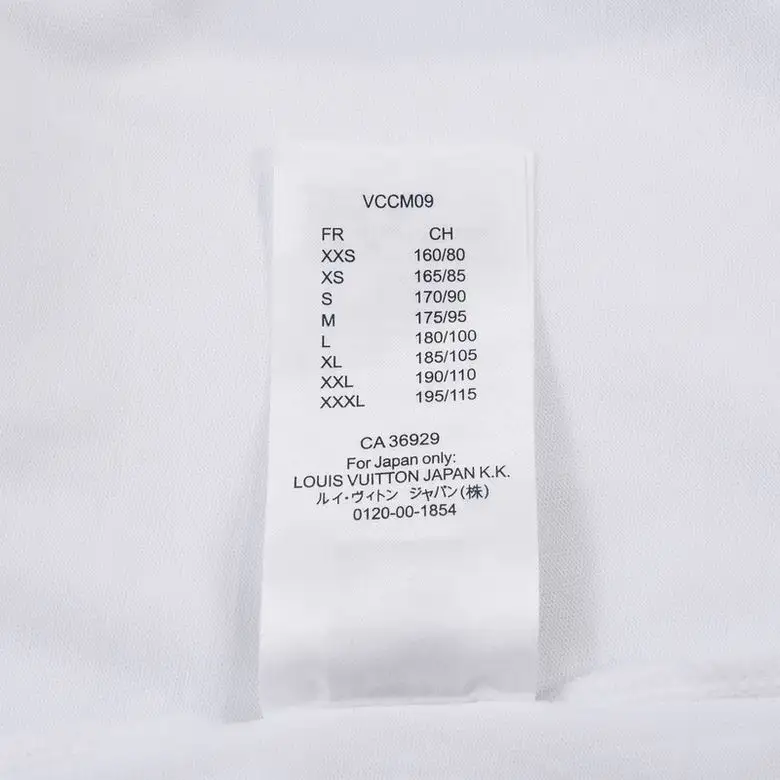 VCCM09
FR CH
XXS 160/80
XS 165/85
S 170/90
M 175/95
L 180/100
XL 185/105
XXL 190/110
XXXL 195/115
CA 36929
For Japan only:
LOUIS VUITTON JAPAN K.K.
ルイ・ヴィトン ジャパン(株)
0120-00-1854